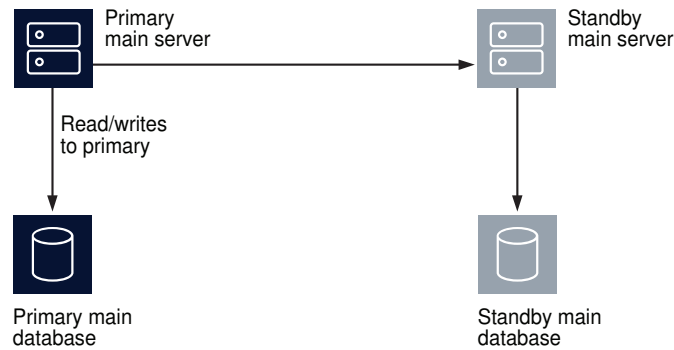 Primary
main server
Standby
main server
Read/writes
to primary
Primary main
database
Standby main
database